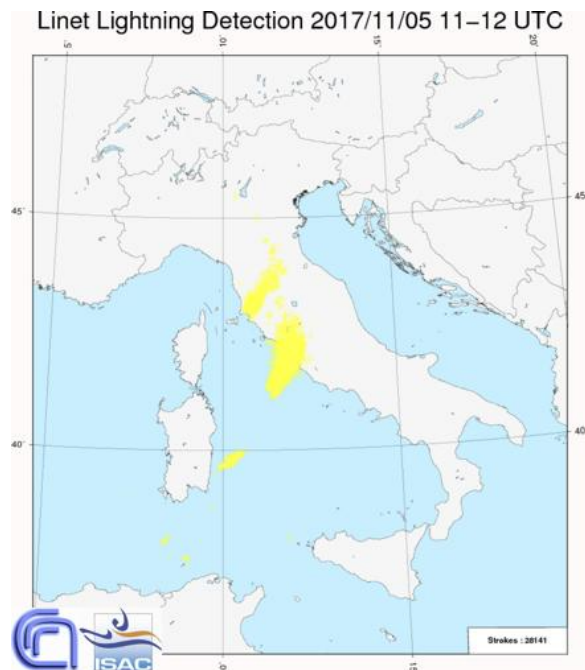 Linet Lightning Detection 2017/11/05 11−12 UTC
5˚ 10˚ 15˚ 20˚
45˚ 45˚
40˚ 40˚
5˚ 10˚ 15˚
Strokes : 28141
ISAC